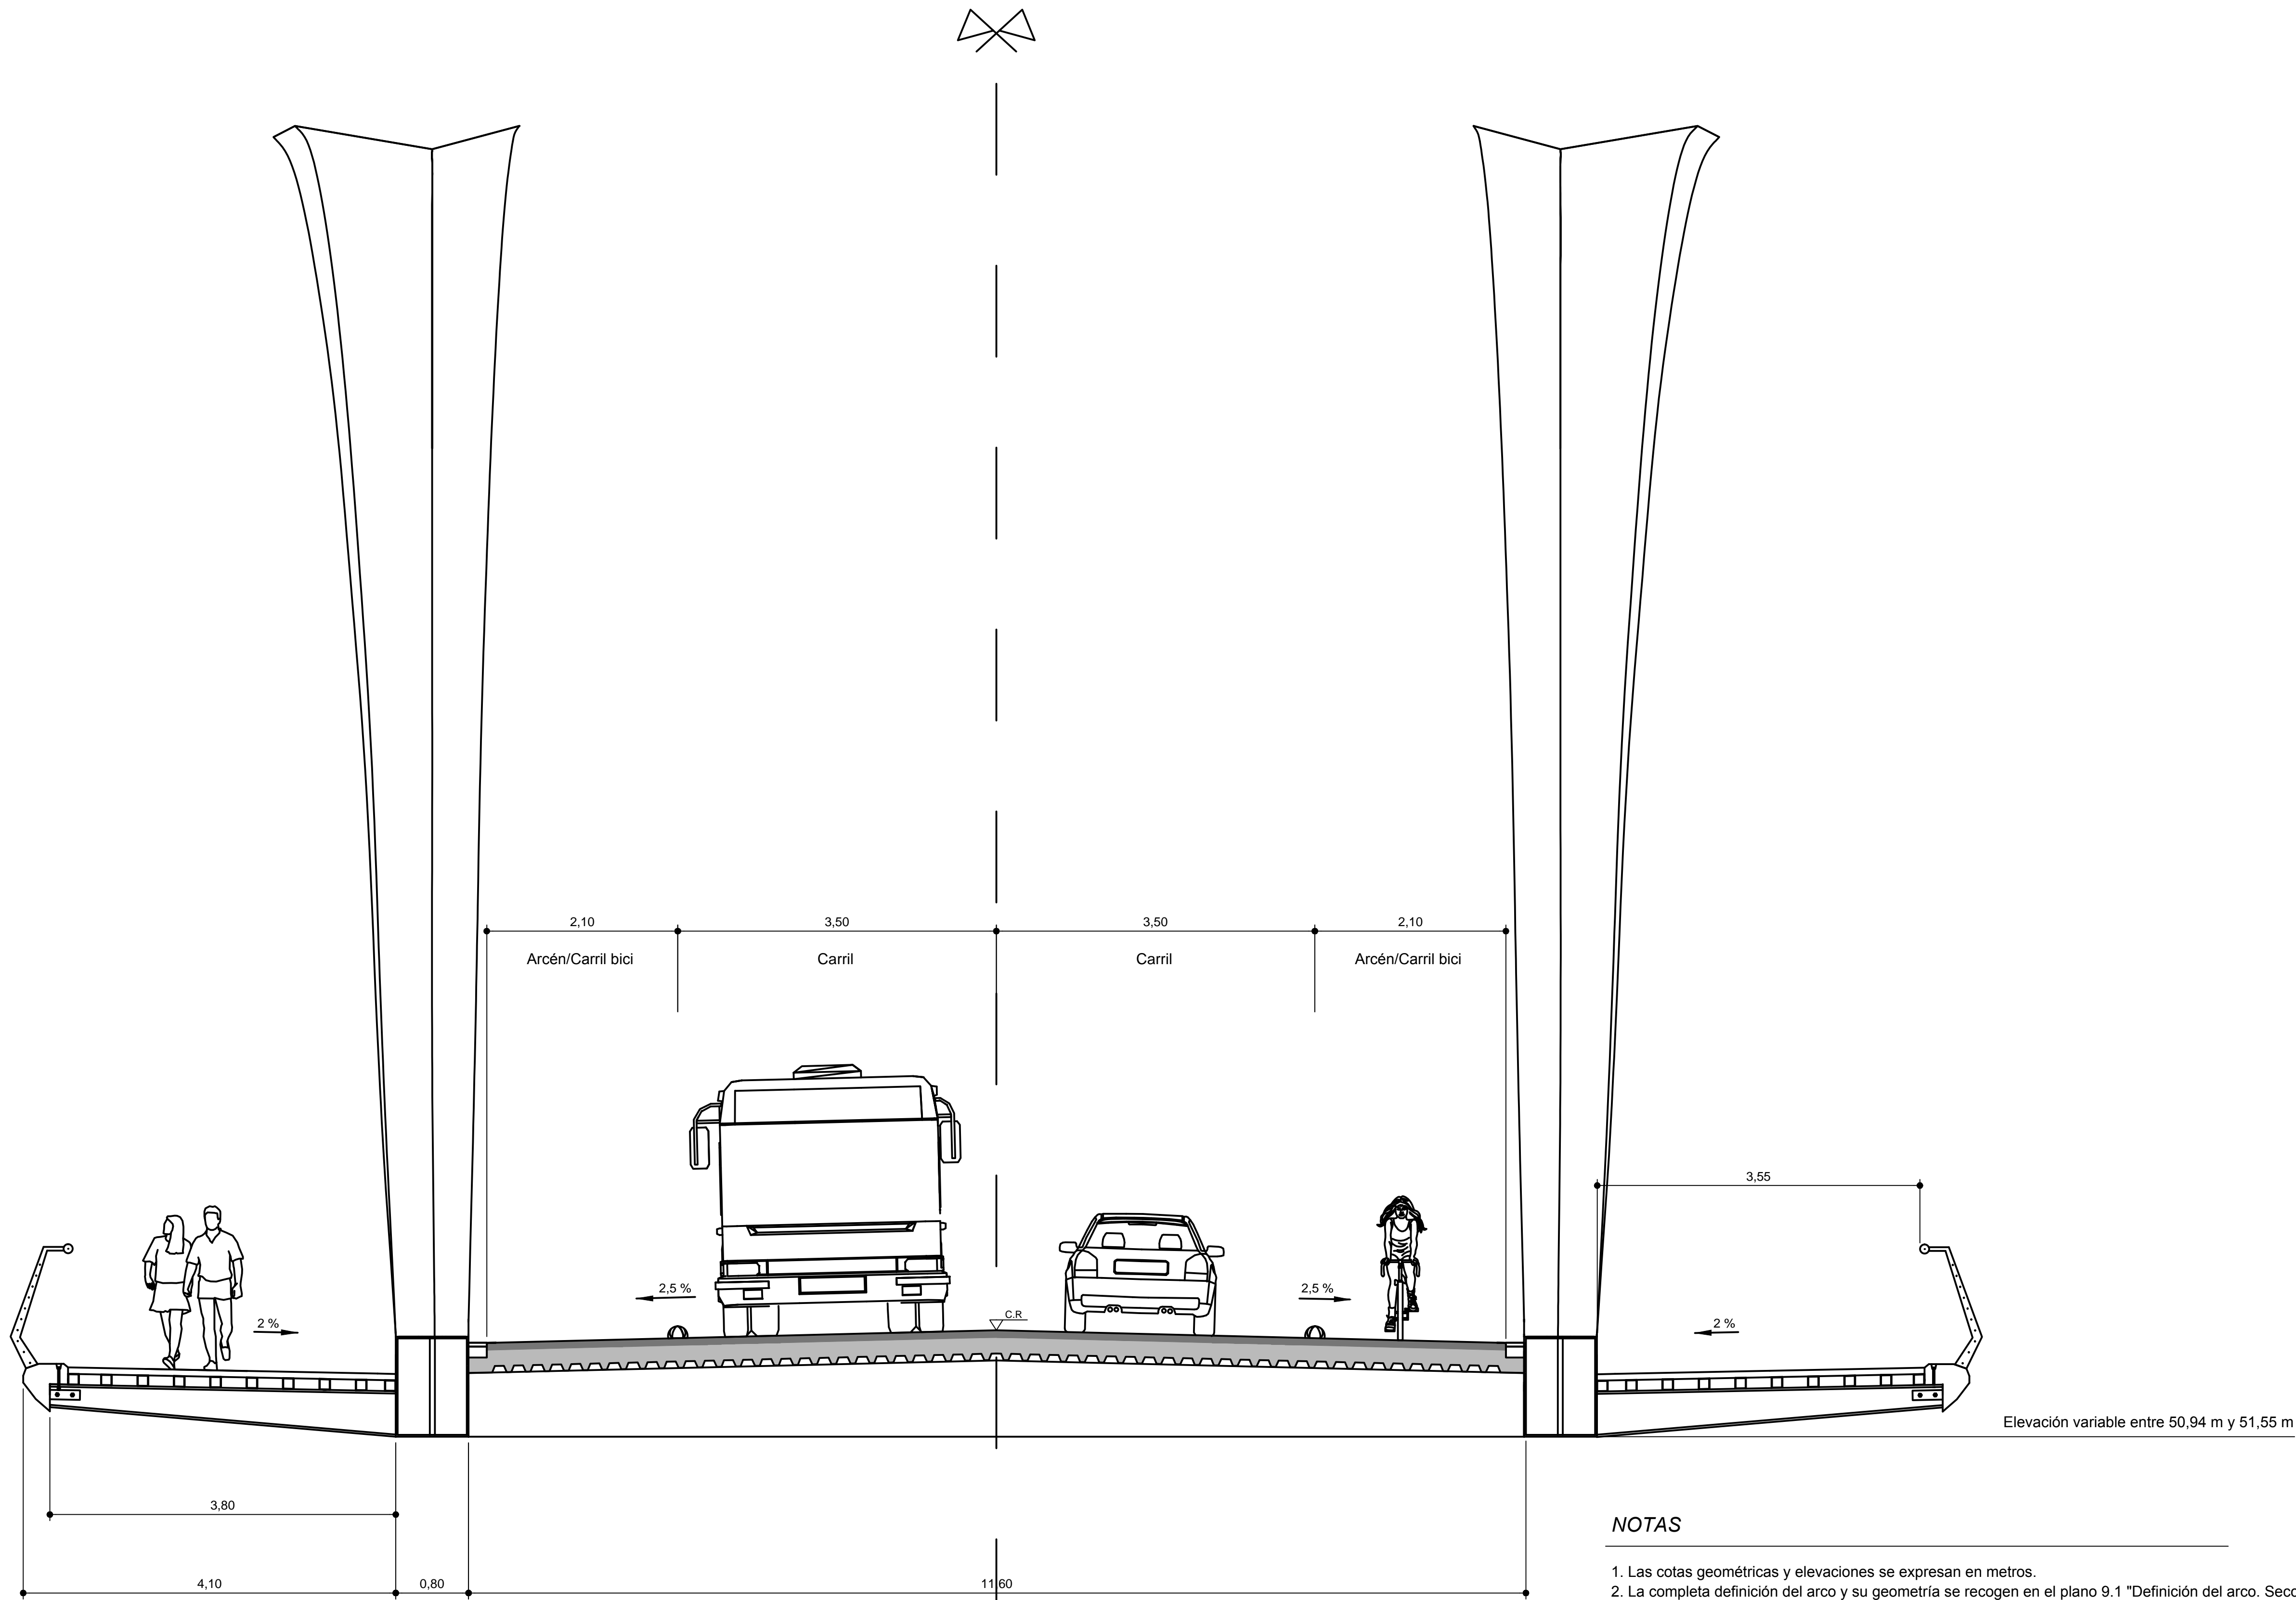 2,10
3,50
3,50
2,10
Arcén/Carril bici
Carril
Carril
Arcén/Carril bici
3,55
2 %
2,5 %
C.R
2,5 %
2 %
Elevación variable entre 50,94 m y 51,55 m
3,80
4,10
0,80
11,60
NOTAS
1. Las cotas geométricas y elevaciones se expresan en metros.
2. La completa definición del arco y su geometría se recogen en el plano 9.1 "Definición del arco.